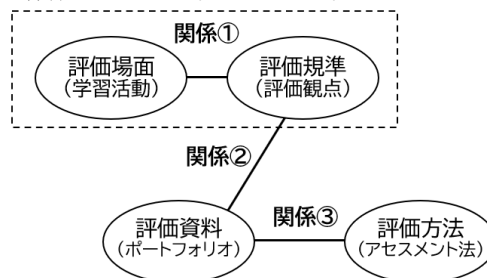 関係①
評価場面
(学習活動)
評価規準
(評価観点)
関係②
評価資料
(ポートフォリオ)
関係③
評価方法
(アセスメント法)